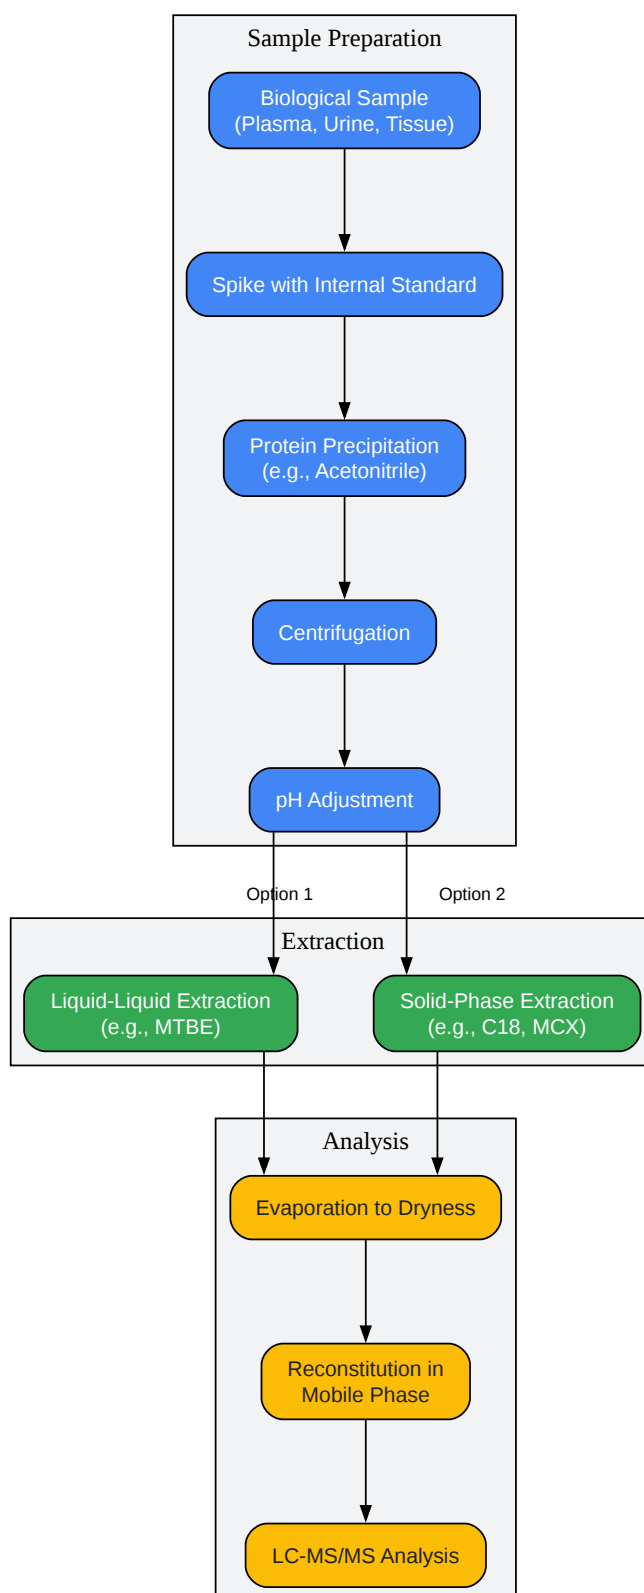 Sample Preparation
Biological Sample
(Plasma, Urine, Tissue)
Spike with Internal Standard
Protein Precipitation
(e.g., Acetonitrile)
Centrifugation
pH Adjustment
Option 1
Option 2
Extraction
Liquid-Liquid Extraction
(e.g., MTBE)
Solid-Phase Extraction
(e.g., C18, MCX)
Analysis
Evaporation to Dryness
Reconstitution in
Mobile Phase
LC-MS/MS Analysis